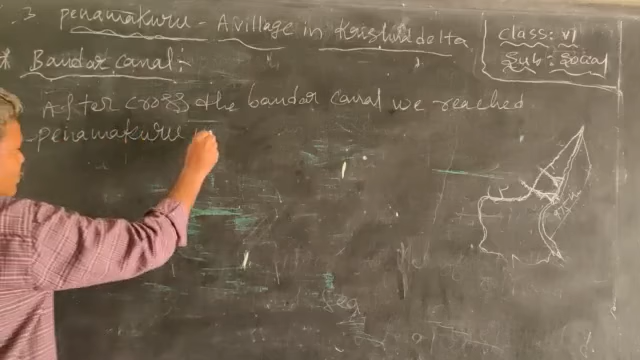 3 penamakuru - A village in Krishna delta
Class: VI
Sub: Social
* Bandar canal:-
After cross the bandar canal we reached
penamakuru